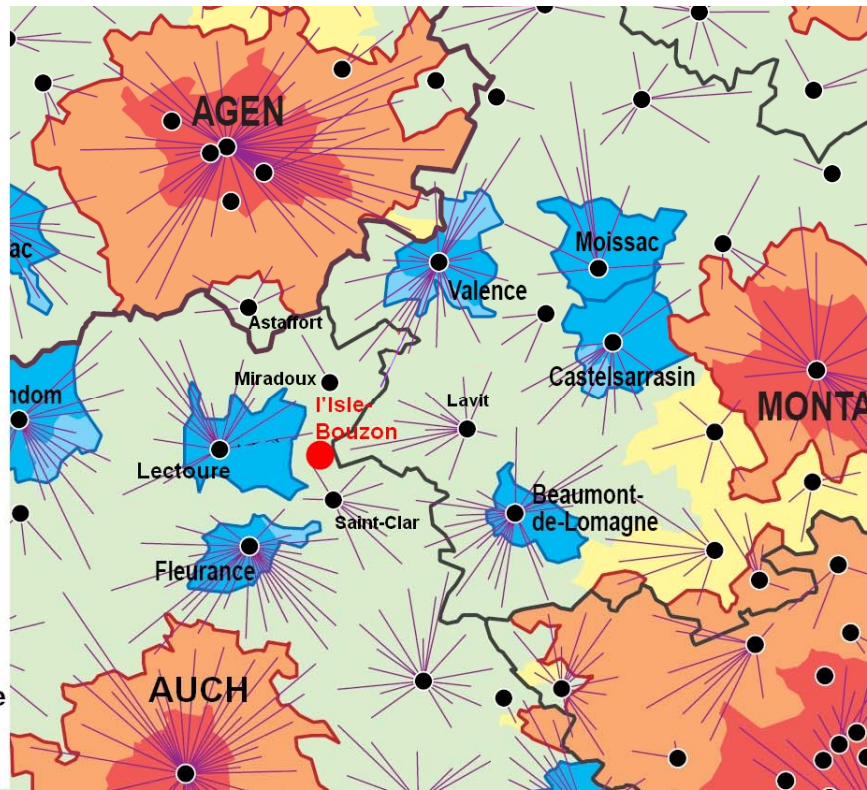 AGEN
Moissac
ac
Valence
Astaffort
Castelsarrasin
Miradoux
ndom
l'Isle-
Bouzon
Lavit
MONTA
Lectoure
Beaumont-
de-Lomagne
Saint-Clar
Fleurance
AUCH
e